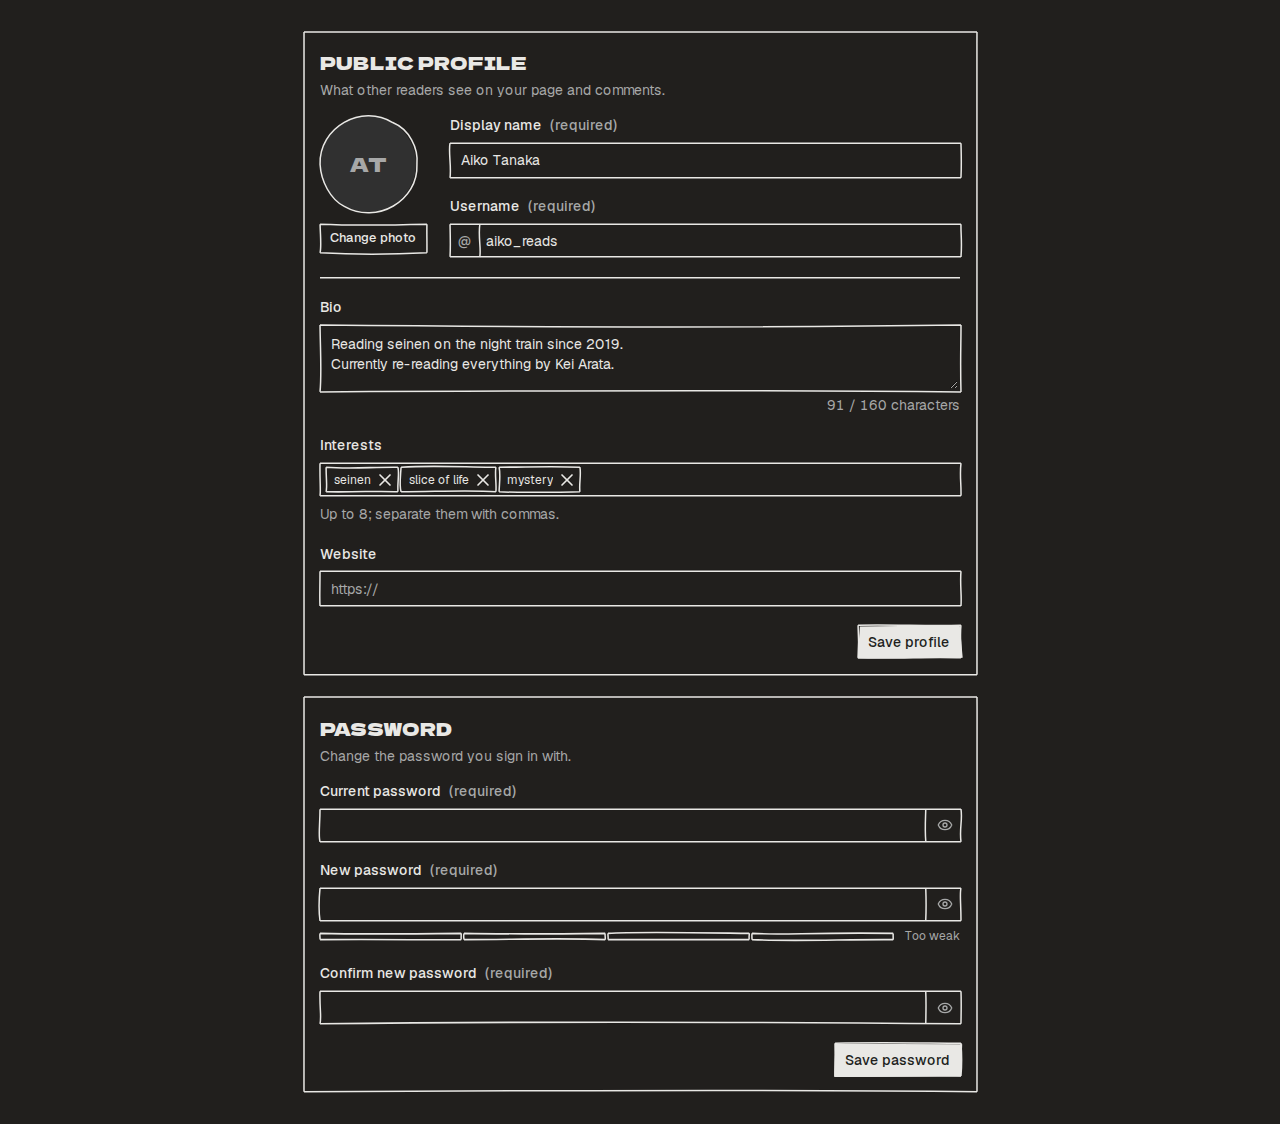 PUBLIC PROFILE
What other readers see on your page and comments.
AT
Change photo
Display name (required)
Aiko Tanaka
Username (required)
@ aiko_reads
Bio
Reading seinen on the night train since 2019.
Currently re-reading everything by Kei Arata.
91 / 160 characters
Interests
seinen slice of life mystery
Up to 8; separate them with commas.
Website
https://
Save profile
PASSWORD
Change the password you sign in with.
Current password (required)
New password (required)
Too weak
Confirm new password (required)
Save password